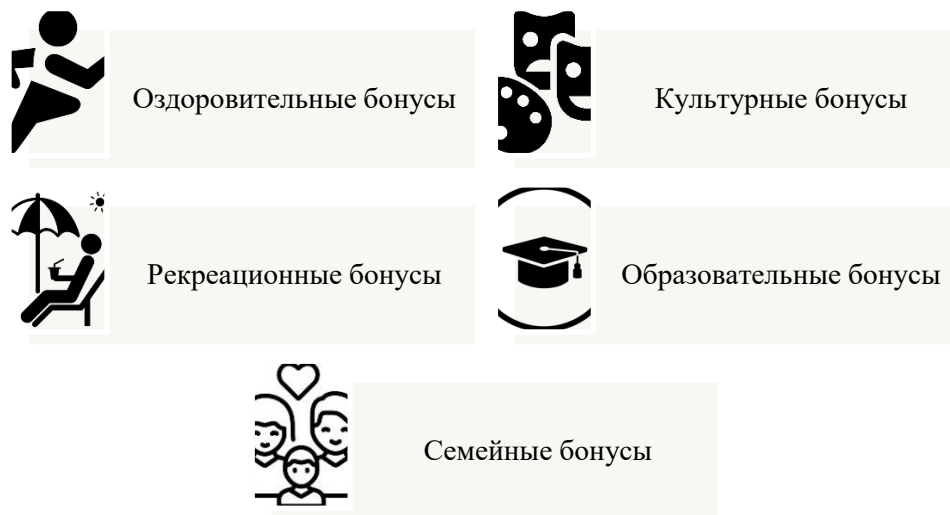 Оздоровительные бонусы
Культурные бонусы
Рекреационные бонусы
Образовательные бонусы
Семейные бонусы